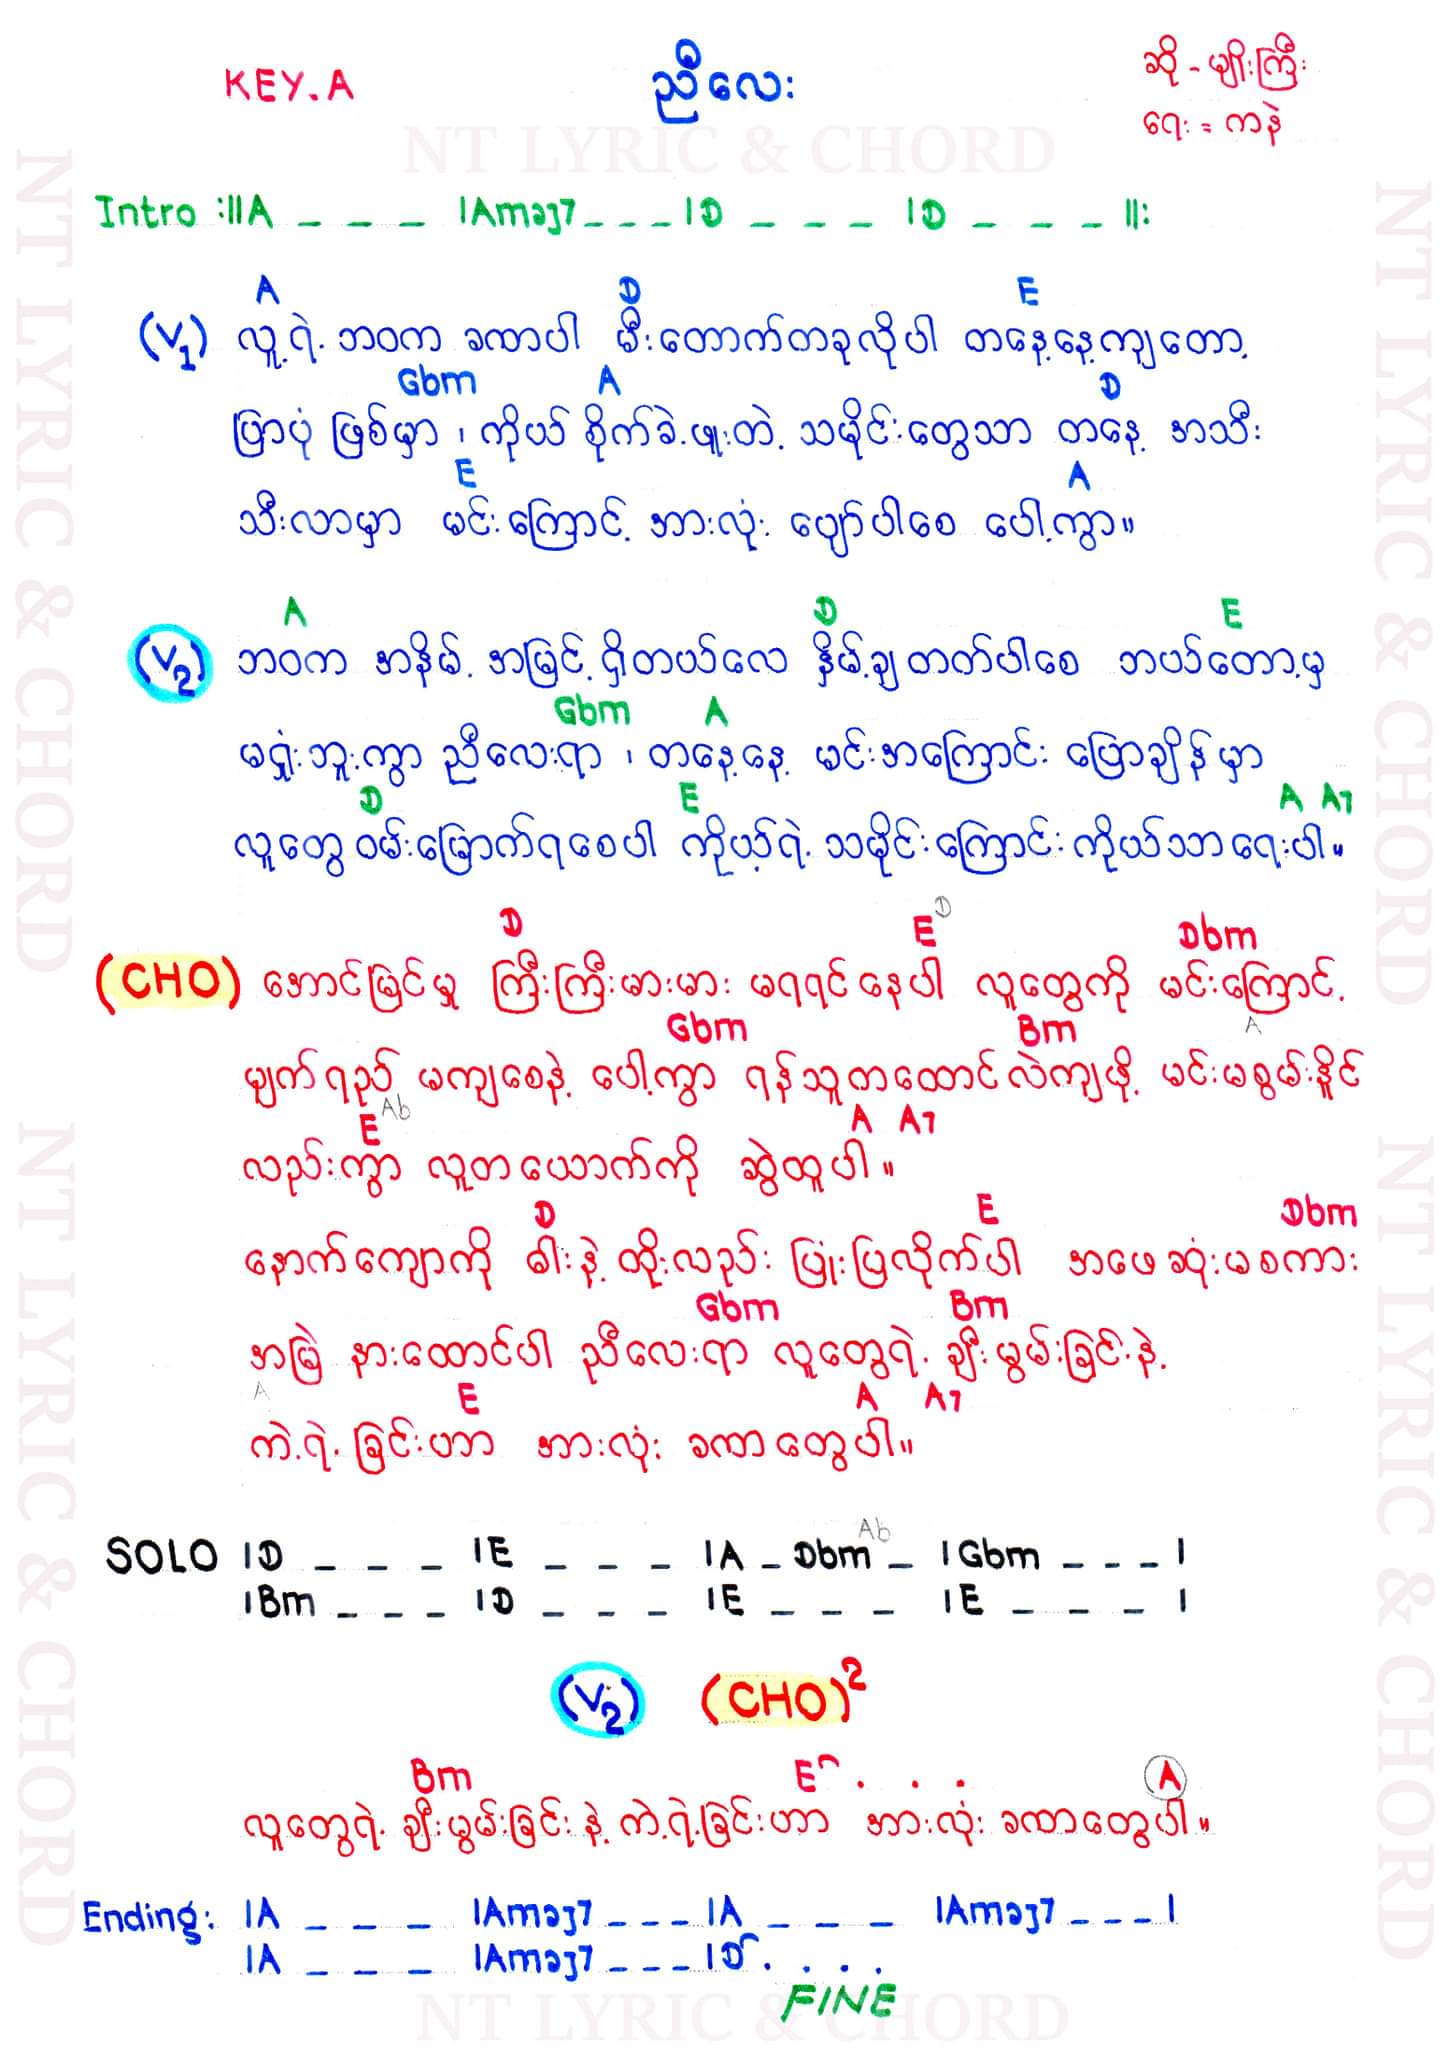 KEY.A
ညီလေး
ဆို - မျိုးကြီး
ရေး = ကနဲ
NT LYRIC & CHORD
Intro :||A _ _ _ |Amaj7 _ _ _ |D _ _ _ |D _ _ _ ||:
A D E
(V1) လူ့ရဲ့ ဘဝက ခဏပါ မီးတောက်တခုလိုပါ တနေ့နေ့ကျတော့
Gbm A D
ပြာပုံ ဖြစ်မှာ ၊ ကိုယ် စိုက်ခဲ့ဖူးတဲ့ သမိုင်းတွေသာ တနေ့ အသီး
E A
သီးလာမှာ မင်းကြောင့် အားလုံး ပျော်ပါစေ ပေါ့ကွာ။
A D E
(V2) ဘဝက အနိမ့် အမြင့် ရှိတယ်လေ နှိမ့်ချတတ်ပါစေ ဘယ်တော့မှ
Gbm A
မရှုံးဘူးကွာ ညီလေးရာ ၊ တနေ့နေ့ မင်းအကြောင်း ပြောချိန်မှာ
D E A A7
လူတွေ ဝမ်းမြောက်ရစေပါ ကိုယ့်ရဲ့ သမိုင်းကြောင်း ကိုယ်သာရေးပါ။
D E D Dbm
(CHO) အောင်မြင်မှု ကြီးကြီးမားမား မရရင်နေပါ လူတွေကို မင်းကြောင့်
Gbm Bm A
မျက်ရည် မကျစေနဲ့ ပေါ့ကွာ ရန်သူတထောင်လဲကျဖို့ မင်းမစွမ်းနိုင်
E Ab A A7
လည်းကွာ လူတယောက်ကို ဆွဲထူပါ။
D E Dbm
နောက်ကျောကို ဓါးနဲ့ ထိုးလည်း ပြုံးပြလိုက်ပါ အဖေဆုံးမစကား
Gbm Bm
အမြဲ နားထောင်ပါ ညီလေးရာ လူတွေရဲ့ ချီးမွမ်းခြင်းနဲ့
A E A A7
ကဲ့ရဲ့ခြင်းဟာ အားလုံး ခဏတွေပါ။
SOLO |D _ _ _ |E _ _ _ |A _ Dbm Ab _ |Gbm _ _ _ |
|Bm _ _ _ |D _ _ _ |E _ _ _ |E _ _ _ |
(V2) (CHO)2
Bm E . . . A
လူတွေရဲ့ ချီးမွမ်းခြင်းနဲ့ ကဲ့ရဲ့ခြင်းဟာ အားလုံး ခဏတွေပါ။
Ending: |A _ _ _ |Amaj7 _ _ _ |A _ _ _ |Amaj7 _ _ _ |
|A _ _ _ |Amaj7 _ _ _ |D . . . .
FINE
NT LYRIC & CHORD
NT LYRIC & CHORD
NT LYRIC & CHORD
NT LYRIC & CHORD
NT LYRIC & CHORD